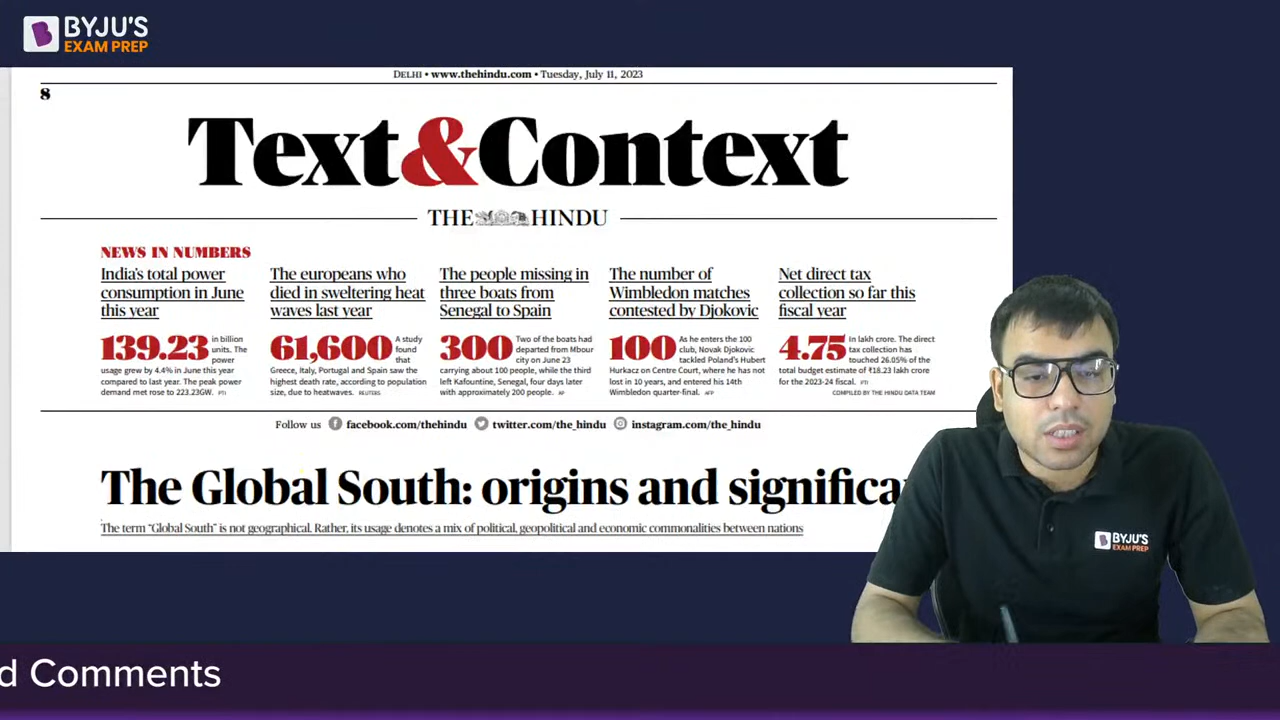 BYJU'S
EXAM PREP
DELHI • www.thehindu.com • Tuesday, July 11, 2023
8
Text&Context
THE HINDU
NEWS IN NUMBERS
India's total power
consumption in June
this year
139.23 in billion
units. The
power
usage grew by 4.4% in June this year
compared to last year. The peak power
demand met rose to 223.23GW. PTI
The europeans who
died in sweltering heat
waves last year
61,600 A study
found
that
Greece, Italy, Portugal and Spain saw the
highest death rate, according to population
size, due to heatwaves. REUTERS
The people missing in
three boats from
Senegal to Spain
300 Two of the boats had
departed from Mbour
city on June 23
carrying about 100 people, while the third
left Kafountine, Senegal, four days later
with approximately 200 people. AP
The number of
Wimbledon matches
contested by Djokovic
100 As he enters the 100
club, Novak Djokovic
tackled Poland's Hubert
Hurkacz on Centre Court, where he has not
lost in 10 years, and entered his 14th
Wimbledon quarter-final. AFP
Net direct tax
collection so far this
fiscal year
4.75 In lakh crore. The direct
tax collection has
touched 26.05% of the
total budget estimate of ₹18.23 lakh crore
for the 2023-24 fiscal. PTI
COMPILED BY THE HINDU DATA TEAM
Follow us facebook.com/thehindu twitter.com/the_hindu instagram.com/the_hindu
The Global South: origins and significa
The term "Global South" is not geographical. Rather, its usage denotes a mix of political, geopolitical and economic commonalities between nations
BYJU'S
EXAM PREP
d Comments